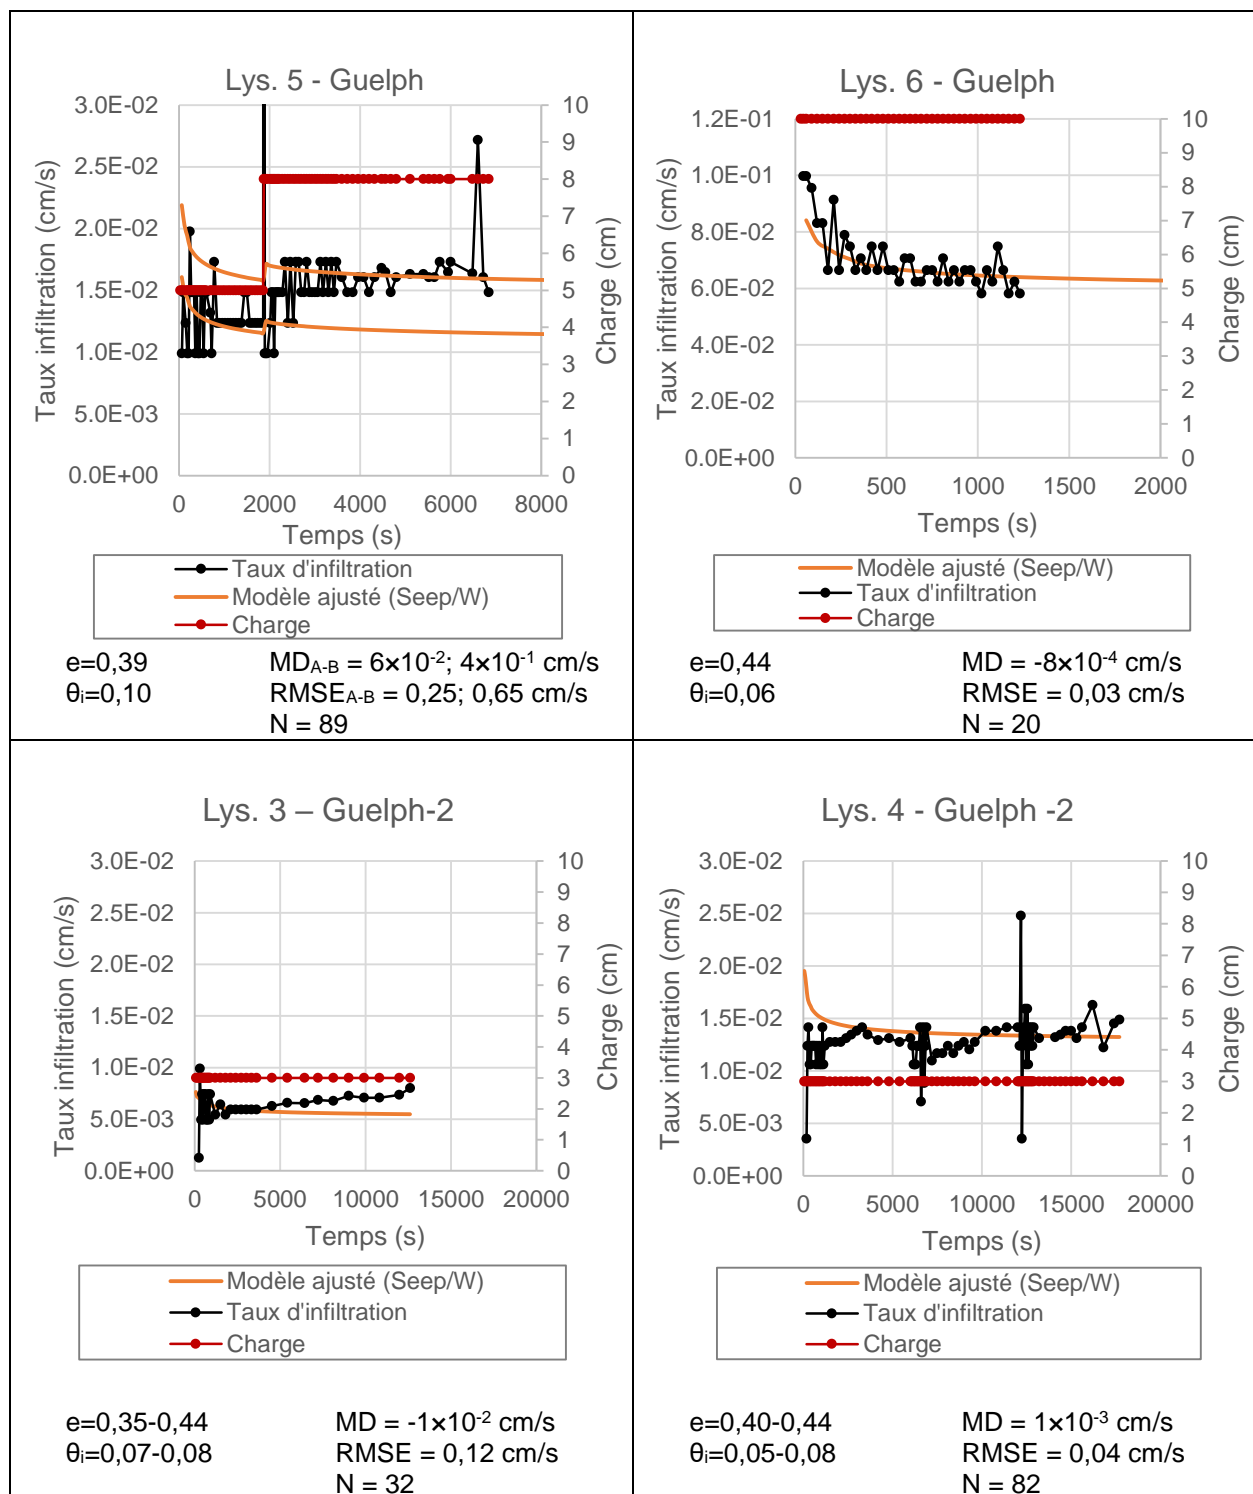 Lys. 5 - Guelph
Taux infiltration (cm/s)
3.0E-02
2.5E-02
2.0E-02
1.5E-02
1.0E-02
5.0E-03
0.0E+00
10
9
8
7
6
5
4
3
2
1
0
Charge (cm)
0 2000 4000 6000 8000
Temps (s)
Taux d'infiltration
Modèle ajusté (Seep/W)
Charge
e=0,39 MD_A-B = 6×10⁻²; 4×10⁻¹ cm/s
θi=0,10 RMSE_A-B = 0,25; 0,65 cm/s
N = 89
Lys. 6 - Guelph
Taux infiltration (cm/s)
1.2E-01
1.0E-01
8.0E-02
6.0E-02
4.0E-02
2.0E-02
0.0E+00
10
9
8
7
6
5
4
3
2
1
0
Charge (cm)
0 500 1000 1500 2000
Temps (s)
Modèle ajusté (Seep/W)
Taux d'infiltration
Charge
e=0,44 MD = -8×10⁻⁴ cm/s
θi=0,06 RMSE = 0,03 cm/s
N = 20
Lys. 3 – Guelph-2
Taux infiltration (cm/s)
3.0E-02
2.5E-02
2.0E-02
1.5E-02
1.0E-02
5.0E-03
0.0E+00
10
9
8
7
6
5
4
3
2
1
0
Charge (cm)
0 5000 10000 15000 20000
Temps (s)
Modèle ajusté (Seep/W)
Taux d'infiltration
Charge
e=0,35-0,44 MD = -1×10⁻² cm/s
θi=0,07-0,08 RMSE = 0,12 cm/s
N = 32
Lys. 4 - Guelph -2
Taux infiltration (cm/s)
3.0E-02
2.5E-02
2.0E-02
1.5E-02
1.0E-02
5.0E-03
0.0E+00
10
9
8
7
6
5
4
3
2
1
0
Charge (cm)
0 5000 10000 15000 20000
Temps (s)
Modèle ajusté (Seep/W)
Taux d'infiltration
Charge
e=0,40-0,44 MD = 1×10⁻³ cm/s
θi=0,05-0,08 RMSE = 0,04 cm/s
N = 82